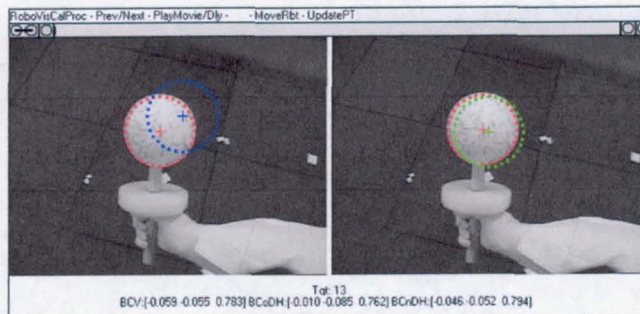 RoboVisCalProc - Prev/Next - PlayMovie/Dly - - MoveRbt - UpdatePT
Tgt: 13
BCV:[-0.059 -0.055 0.783] BCoDH:[-0.010 -0.085 0.762] BCnDH:[-0.046 -0.052 0.794]